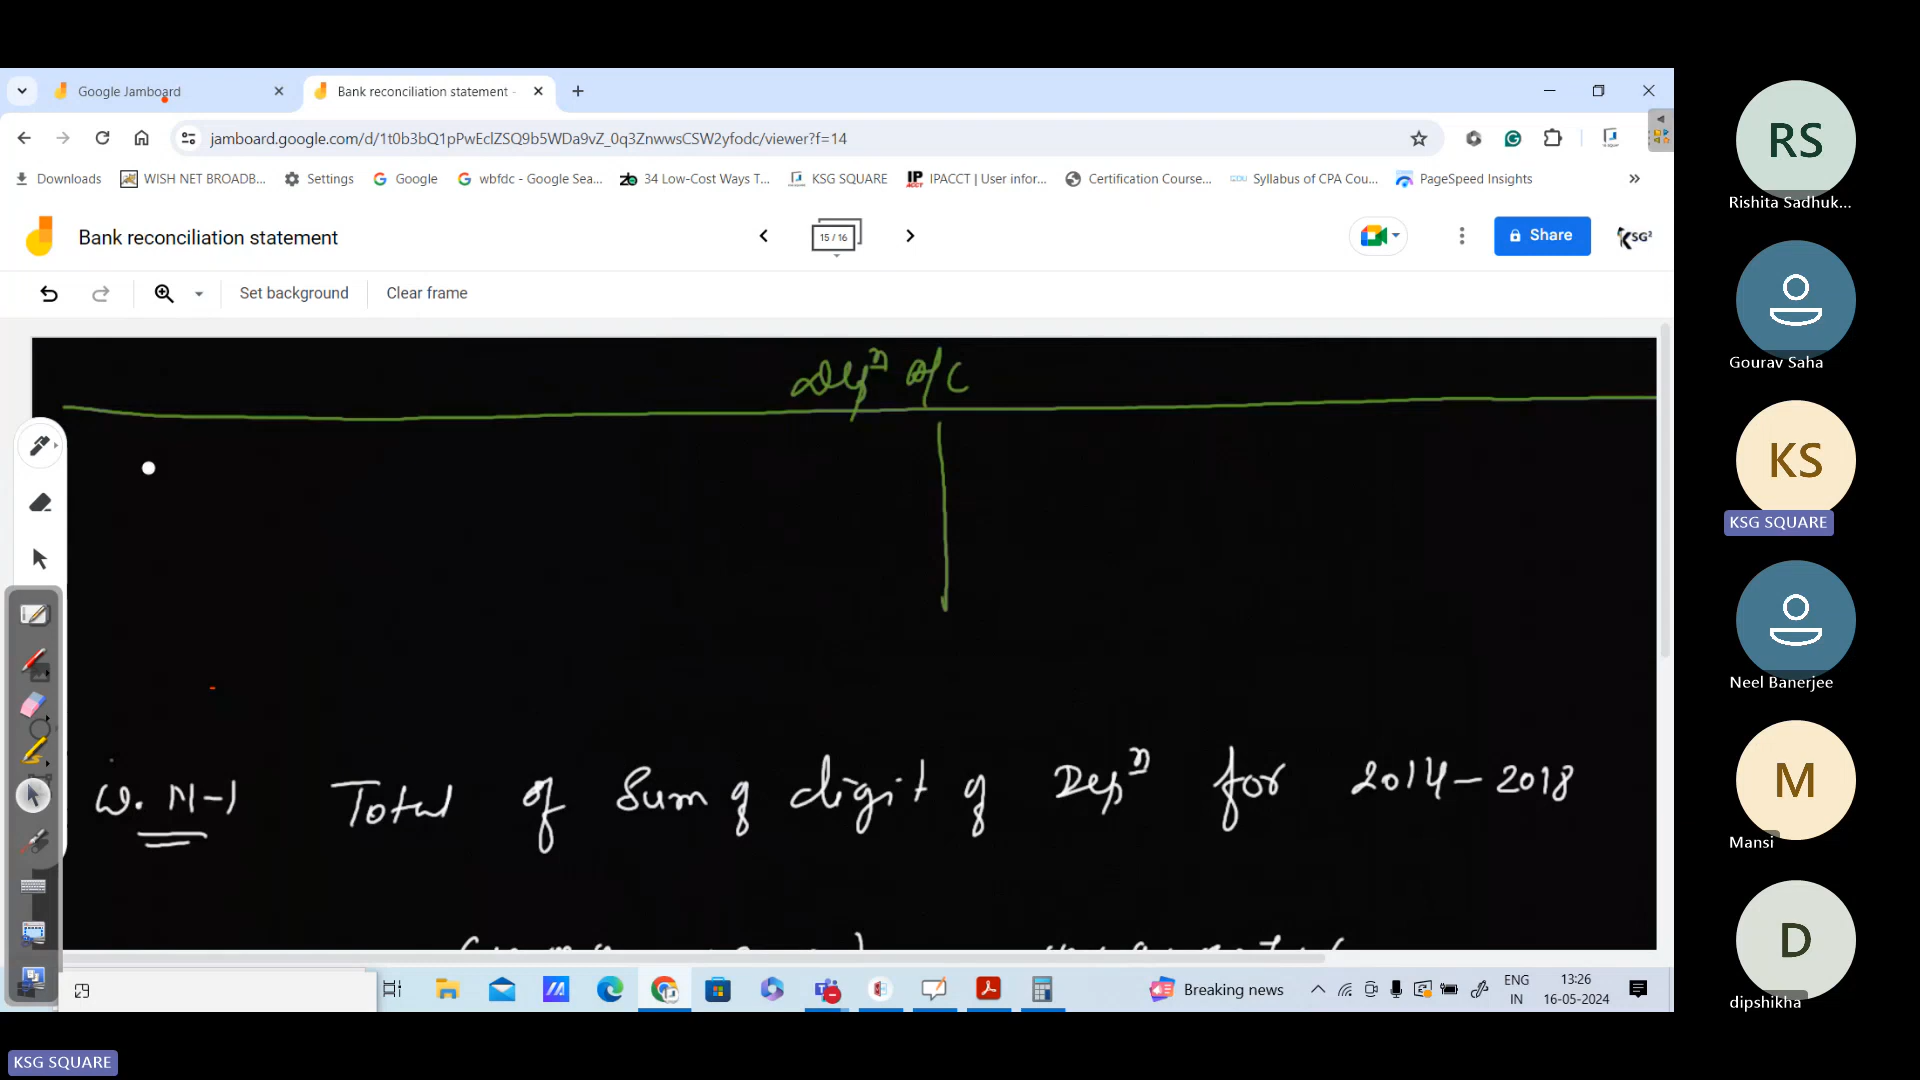 Google Jamboard
Bank reconciliation statement -
jamboard.google.com/d/1t0b3bQ1pPwEclZSQ9b5WDa9vZ_0q3ZnwwsCSW2yfodc/viewer?f=14
Downloads WISH NET BROADB... Settings Google wbfdc - Google Sea... 34 Low-Cost Ways T... KSG SQUARE IPACCT | User infor... Certification Course... Syllabus of CPA Cou... PageSpeed Insights
Bank reconciliation statement
15 / 16
Share
KSG²
Set background Clear frame
Depⁿ A/C
W. N-1 Total of Sum of digit of Depⁿ for 2014-2018
Breaking news
ENG
IN
13:26
16-05-2024
RS
Rishita Sadhuk...
Gourav Saha
KS
KSG SQUARE
Neel Banerjee
M
Mansi
D
dipshikha
KSG SQUARE